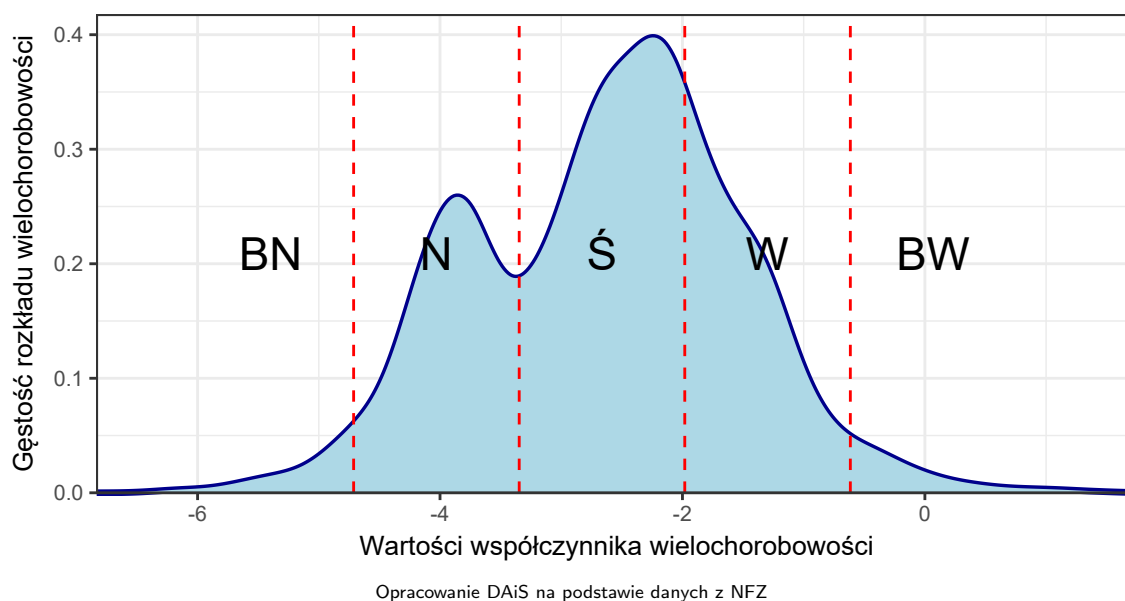 Gęstość rozkładu wielochorobowości
0.4
0.3
0.2
0.1
0.0
BN
N
Ś
W
BW
-6
-4
-2
0
Wartości współczynnika wielochorobowości
Opracowanie DAiS na podstawie danych z NFZ